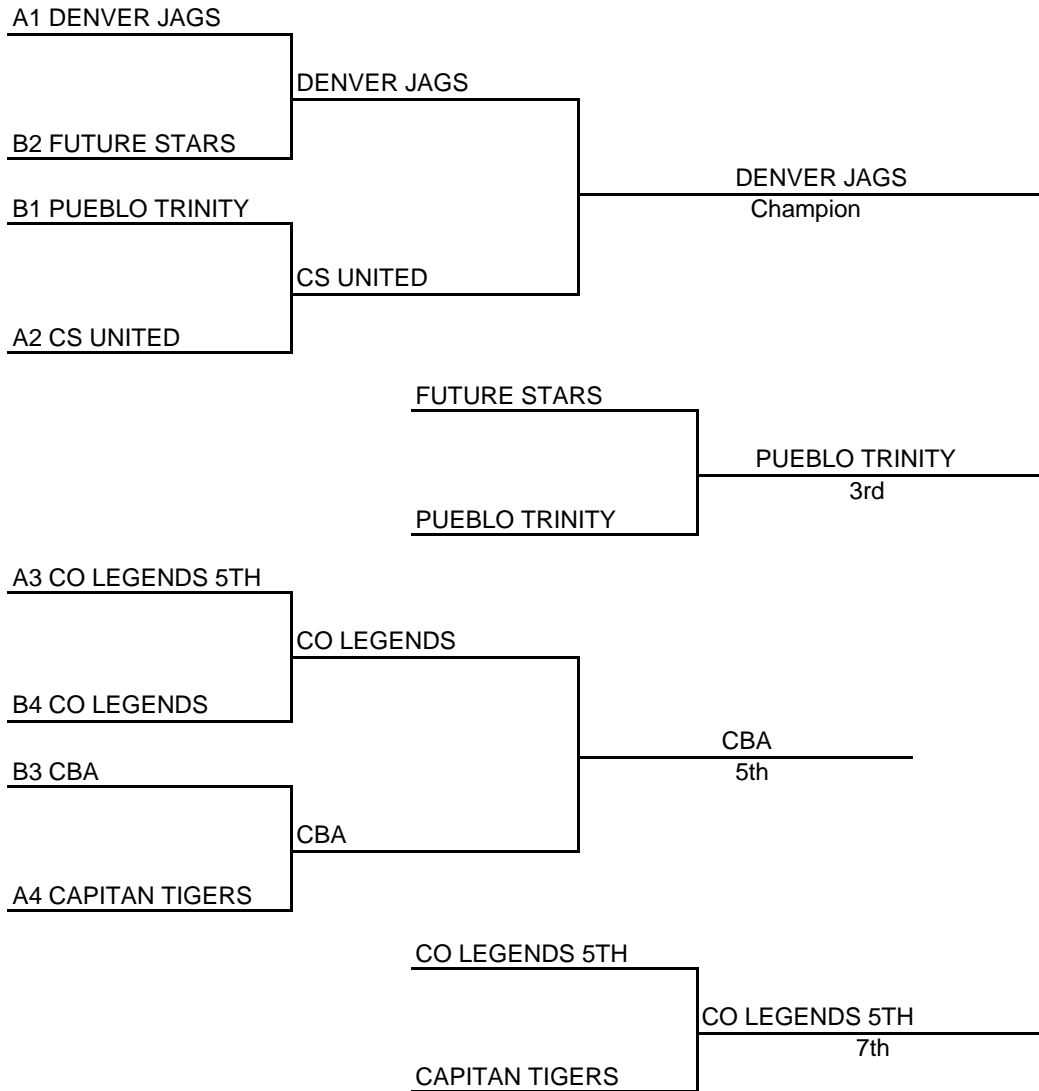 A1 DENVER JAGS
DENVER JAGS
B2 FUTURE STARS
DENVER JAGS
Champion
B1 PUEBLO TRINITY
CS UNITED
A2 CS UNITED
FUTURE STARS
PUEBLO TRINITY
3rd
PUEBLO TRINITY
A3 CO LEGENDS 5TH
CO LEGENDS
B4 CO LEGENDS
CBA
5th
B3 CBA
CBA
A4 CAPITAN TIGERS
CO LEGENDS 5TH
CO LEGENDS 5TH
7th
CAPITAN TIGERS